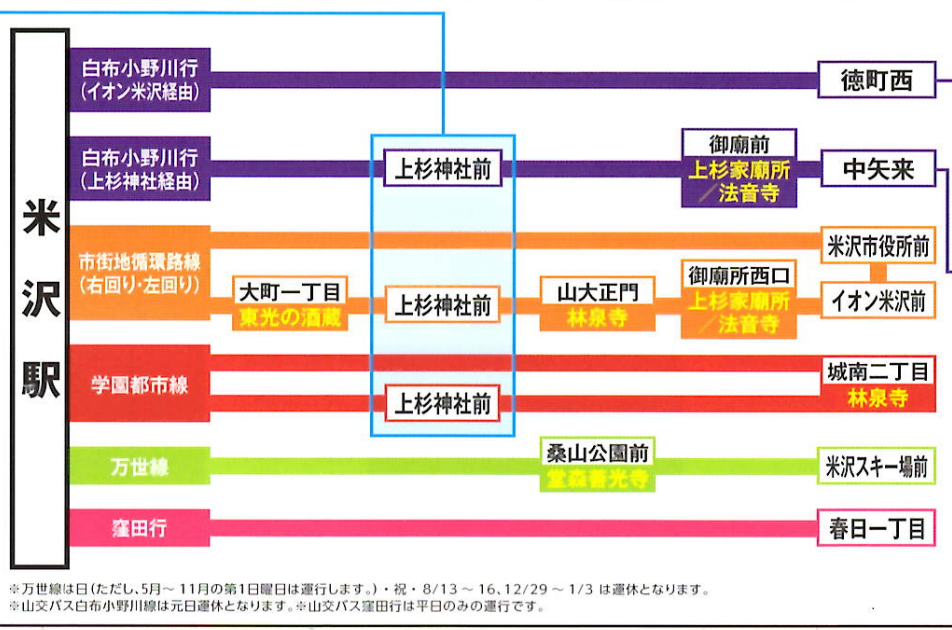 米沢駅
白布小野川行
(イオン米沢経由)
徳町西
白布小野川行
(上杉神社経由)
上杉神社前
御廟前
上杉家廟所
/法音寺
中矢来
市街地循環路線
(右回り・左回り)
米沢市役所前
大町一丁目
東光の酒蔵
上杉神社前
山大正門
林泉寺
御廟所西口
上杉家廟所
/法音寺
イオン米沢前
学園都市線
上杉神社前
城南二丁目
林泉寺
万世線
桑山公園前
堂森善光寺
米沢スキー場前
窪田行
春日一丁目
※万世線は日(ただし、5月~11月の第1日曜日は運行します。)・祝・8/13~16、12/29~1/3 は運休となります。
※山交バス白布小野川線は元日運休となります。※山交バス窪田行は平日のみの運行です。